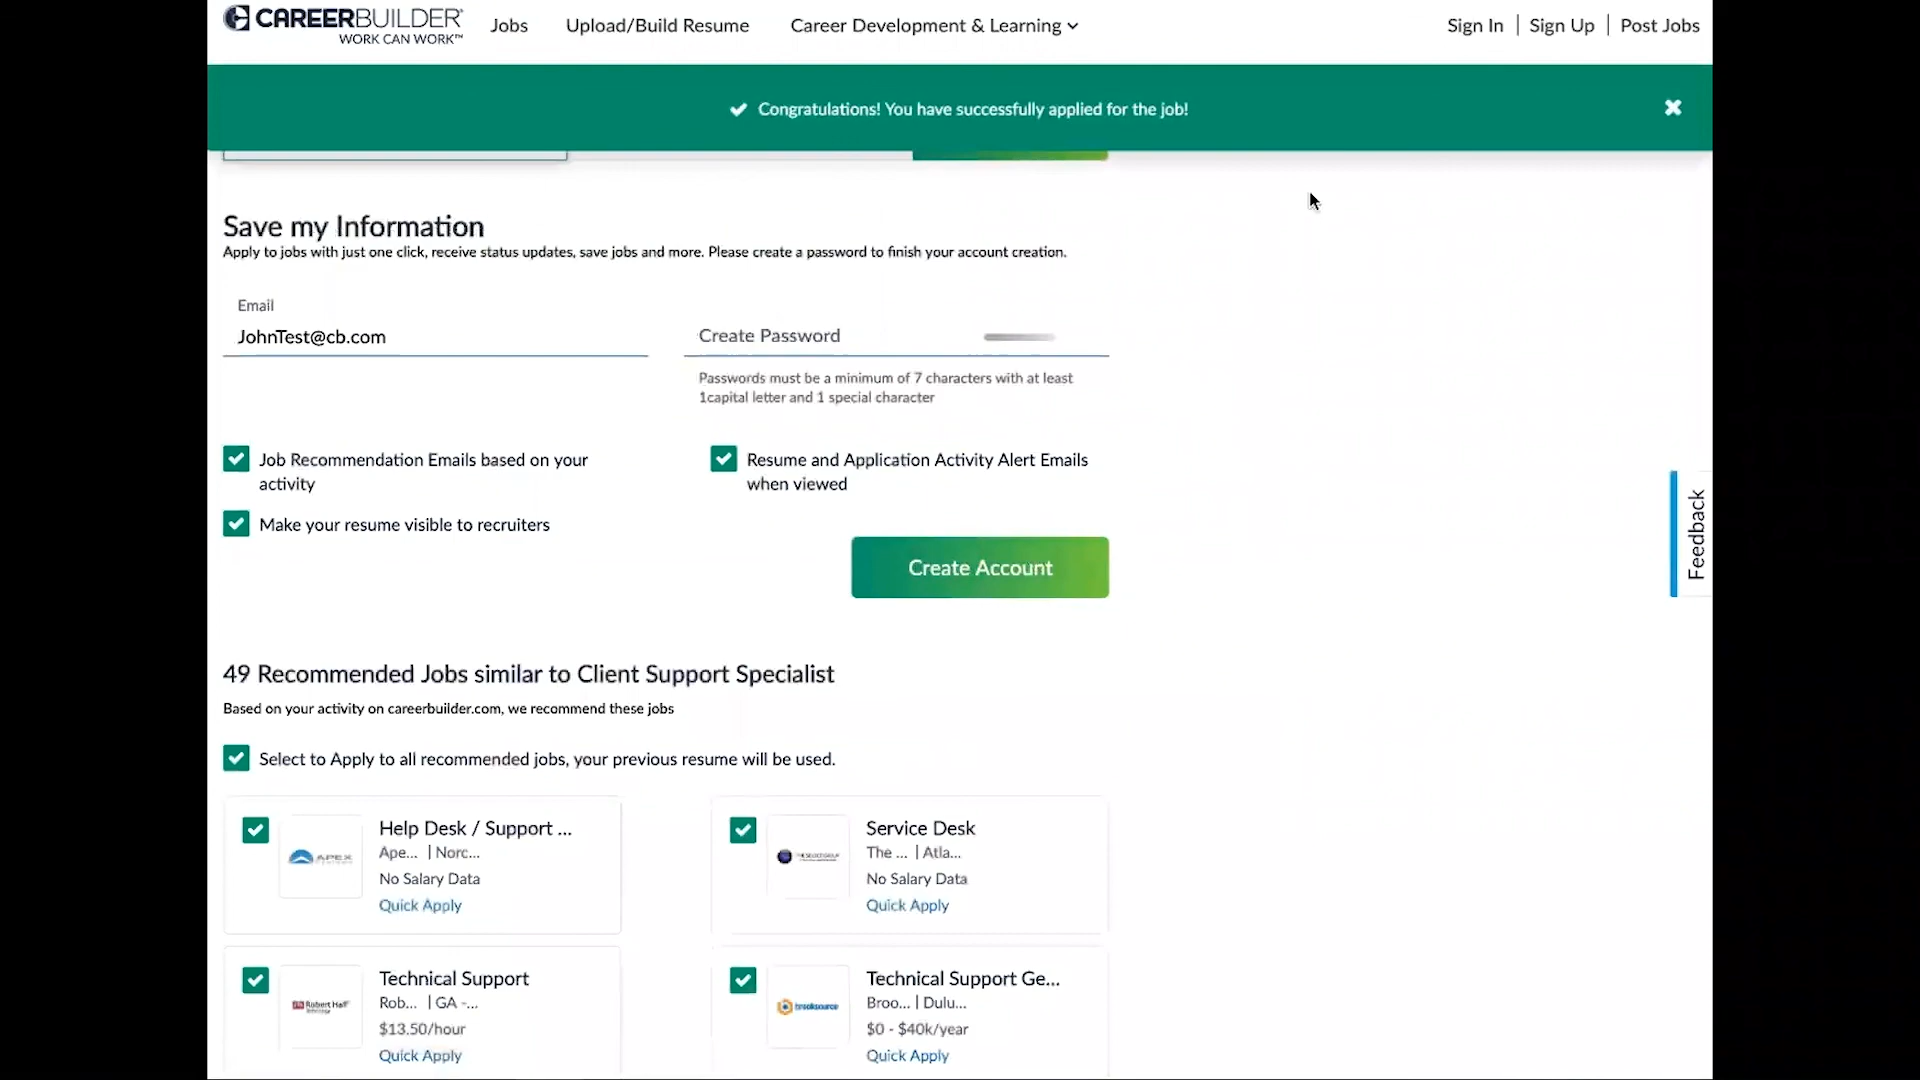 CAREERBUILDER
WORK CAN WORK™
Jobs
Upload/Build Resume
Career Development & Learning
Sign In
Sign Up
Post Jobs
Congratulations! You have successfully applied for the job!
Save my Information
Apply to jobs with just one click, receive status updates, save jobs and more. Please create a password to finish your account creation.
Email
JohnTest@cb.com
Create Password
Passwords must be a minimum of 7 characters with at least
1capital letter and 1 special character
Job Recommendation Emails based on your
activity
Resume and Application Activity Alert Emails
when viewed
Make your resume visible to recruiters
Create Account
Feedback
49 Recommended Jobs similar to Client Support Specialist
Based on your activity on careerbuilder.com, we recommend these jobs
Select to Apply to all recommended jobs, your previous resume will be used.
APEX
Help Desk / Support ...
Ape... | Norc...
No Salary Data
Quick Apply
THE SELECT GROUP
Service Desk
The ... | Atla...
No Salary Data
Quick Apply
Robert Half
Technology
Technical Support
Rob... | GA -...
$13.50/hour
Quick Apply
brooksource
Technical Support Ge...
Broo... | Dulu...
$0 - $40k/year
Quick Apply